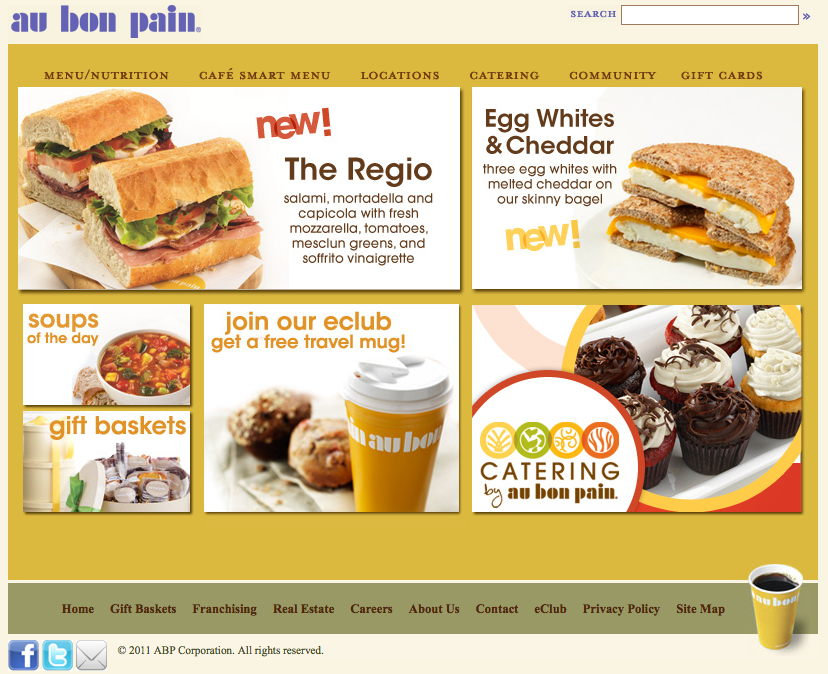 au bon pain®
SEARCH
»
MENU/NUTRITION CAFÉ SMART MENU LOCATIONS CATERING COMMUNITY GIFT CARDS
new!
The Regio
salami, mortadella and
capicola with fresh
mozzarella, tomatoes,
mesclun greens, and
soffrito vinaigrette
Egg Whites
& Cheddar
three egg whites with
melted cheddar on
our skinny bagel
new!
soups
of the day
gift baskets
join our eclub
get a free travel mug!
in au bon
CATERING
by au bon pain.
Home Gift Baskets Franchising Real Estate Careers About Us Contact eClub Privacy Policy Site Map
au bon
© 2011 ABP Corporation. All rights reserved.